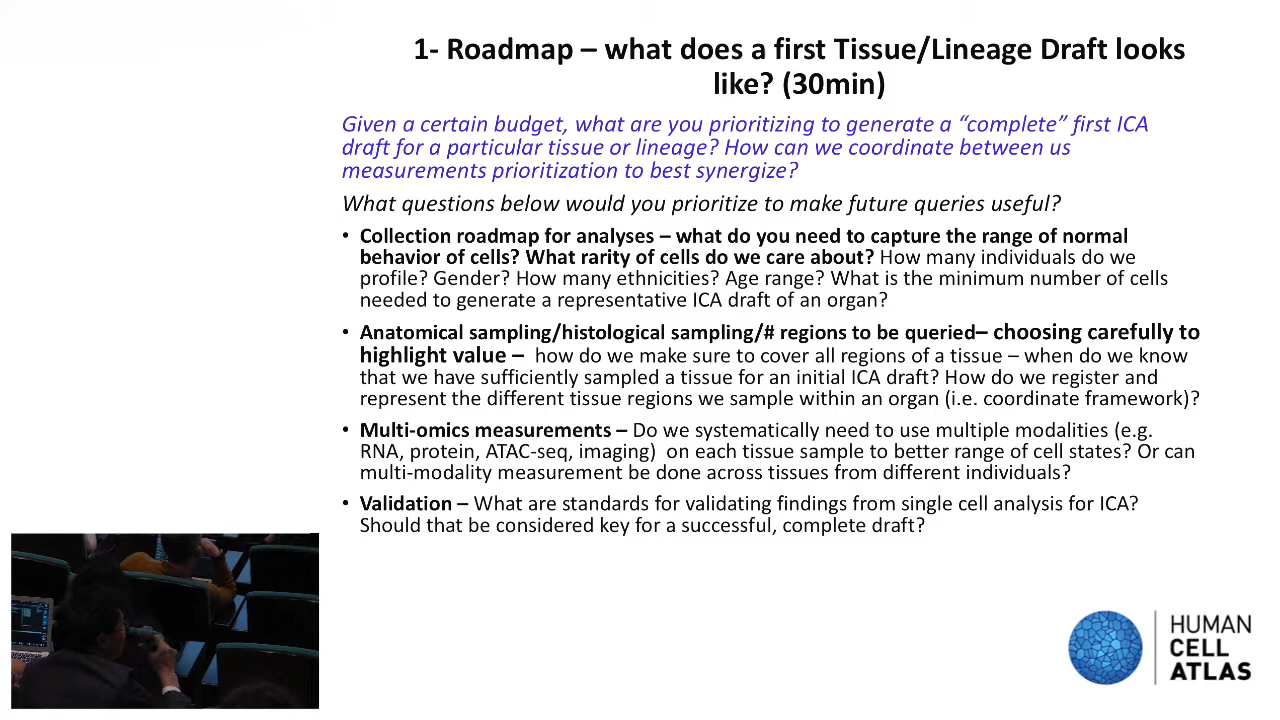 1- Roadmap – what does a first Tissue/Lineage Draft looks
like? (30min)
Given a certain budget, what are you prioritizing to generate a “complete” first ICA
draft for a particular tissue or lineage? How can we coordinate between us
measurements prioritization to best synergize?
What questions below would you prioritize to make future queries useful?
• Collection roadmap for analyses – what do you need to capture the range of normal
behavior of cells? What rarity of cells do we care about? How many individuals do we
profile? Gender? How many ethnicities? Age range? What is the minimum number of cells
needed to generate a representative ICA draft of an organ?
• Anatomical sampling/histological sampling/# regions to be queried– choosing carefully to
highlight value – how do we make sure to cover all regions of a tissue – when do we know
that we have sufficiently sampled a tissue for an initial ICA draft? How do we register and
represent the different tissue regions we sample within an organ (i.e. coordinate framework)?
• Multi-omics measurements – Do we systematically need to use multiple modalities (e.g.
RNA, protein, ATAC-seq, imaging) on each tissue sample to better range of cell states? Or can
multi-modality measurement be done across tissues from different individuals?
• Validation – What are standards for validating findings from single cell analysis for ICA?
Should that be considered key for a successful, complete draft?
HUMAN
CELL
ATLAS